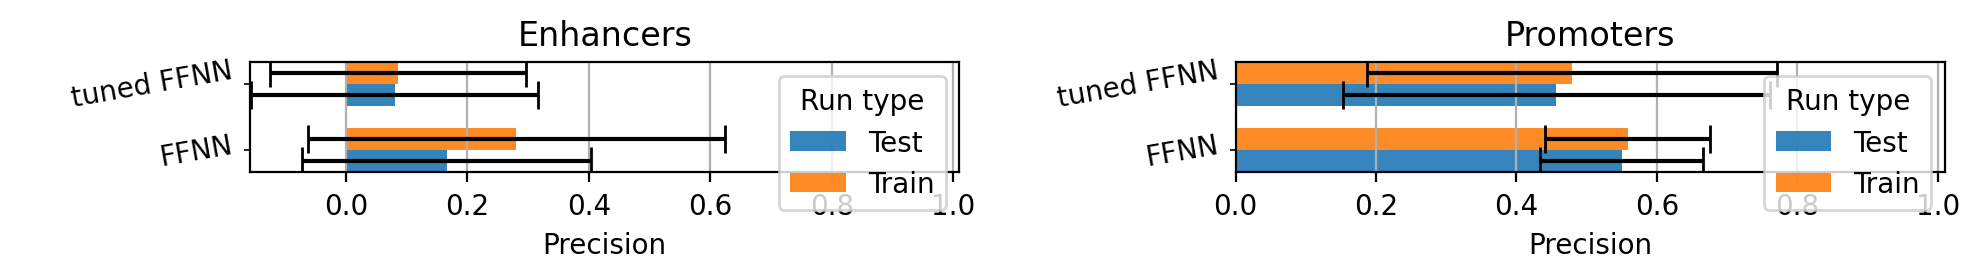 Enhancers
tuned FFNN
FFNN
Run type
Test
Train
0.0 0.2 0.4 0.6 0.8 1.0
Precision
Promoters
tuned FFNN
FFNN
Run type
Test
Train
0.0 0.2 0.4 0.6 0.8 1.0
Precision